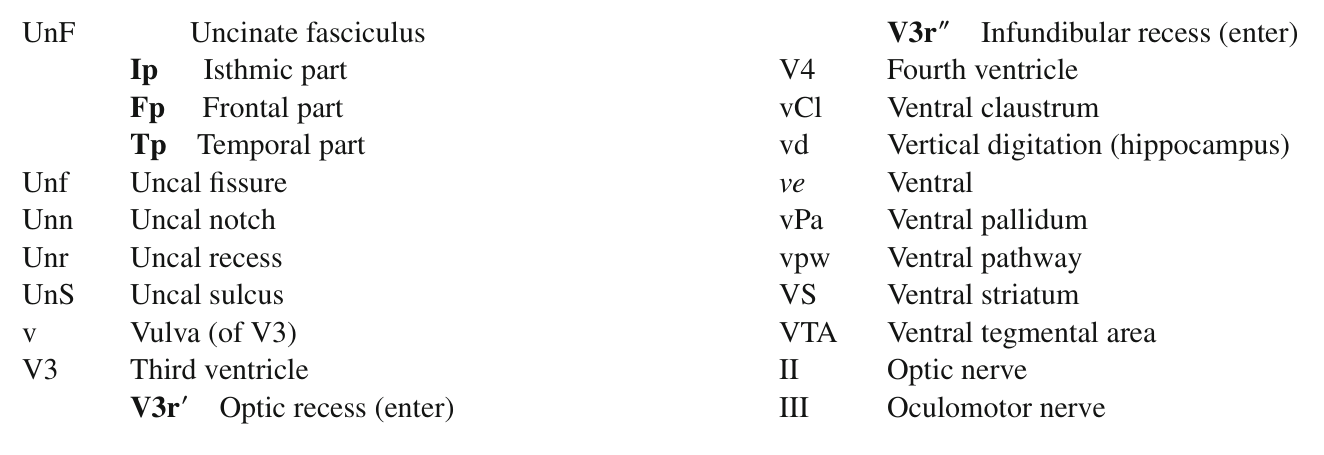 UnF Uncinate fasciculus
Ip Isthmic part
Fp Frontal part
Tp Temporal part
Unf Uncal fissure
Unn Uncal notch
Unr Uncal recess
UnS Uncal sulcus
v Vulva (of V3)
V3 Third ventricle
V3r′ Optic recess (enter)
V3r″ Infundibular recess (enter)
V4 Fourth ventricle
vCl Ventral claustrum
vd Vertical digitation (hippocampus)
ve Ventral
vPa Ventral pallidum
vpw Ventral pathway
VS Ventral striatum
VTA Ventral tegmental area
II Optic nerve
III Oculomotor nerve